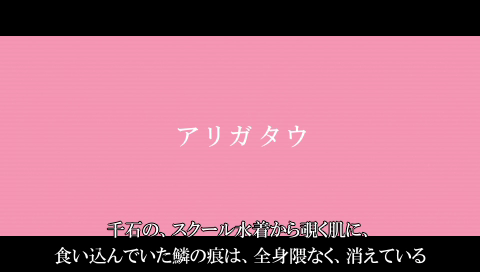 アリガタウ
千石の、スクール水着から覗く肌に、
食い込んでいた鱗の痕は、全身隈なく、消えている